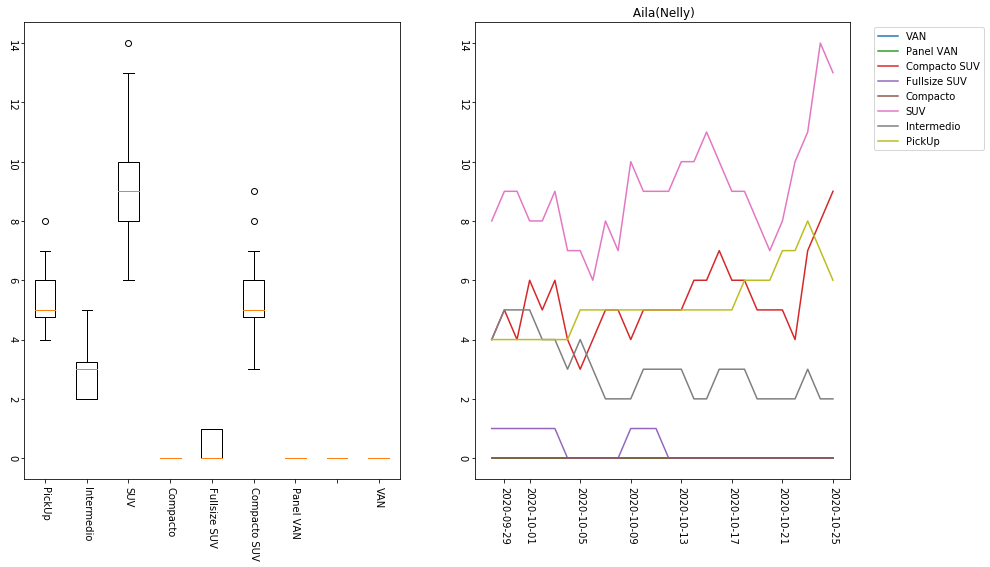 Aila(Nelly)
14
12
10
8
6
4
2
0
PickUp
Intermedio
SUV
Compacto
Fullsize SUV
Compacto SUV
Panel VAN
VAN
14
12
10
8
6
4
2
0
2020-09-29
2020-10-01
2020-10-05
2020-10-09
2020-10-13
2020-10-17
2020-10-21
2020-10-25
VAN
Panel VAN
Compacto SUV
Fullsize SUV
Compacto
SUV
Intermedio
PickUp